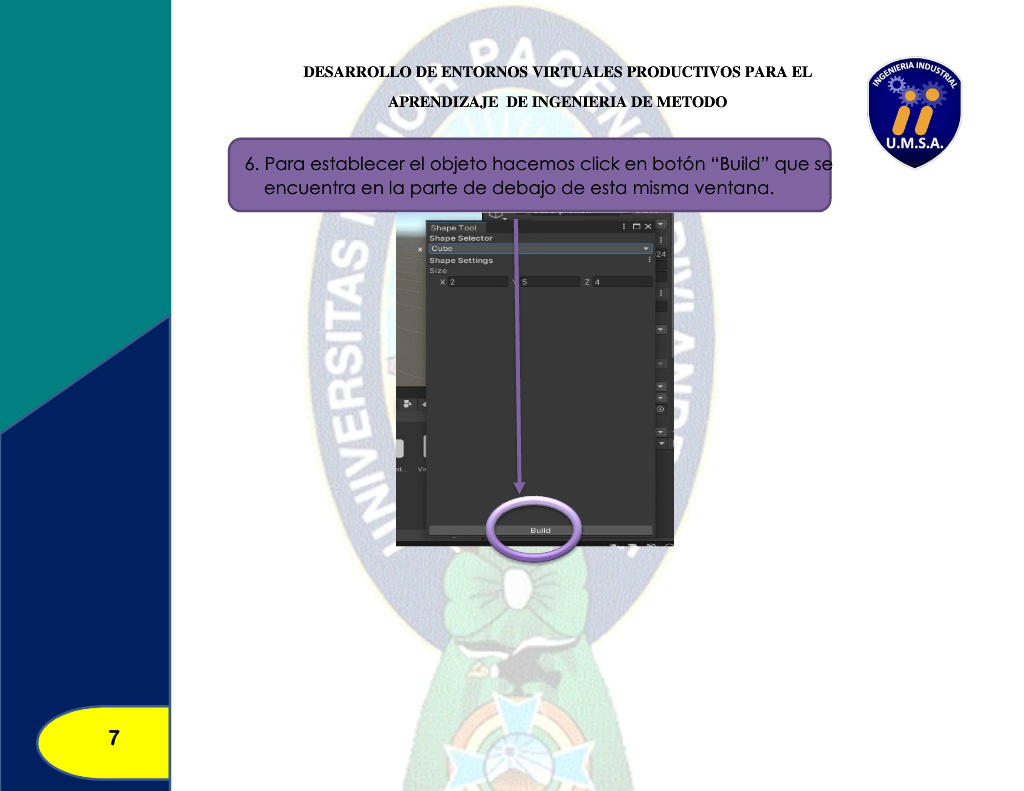 DESARROLLO DE ENTORNOS VIRTUALES PRODUCTIVOS PARA EL
APRENDIZAJE DE INGENIERIA DE METODO
INGENIERIA INDUSTRIAL
U.M.S.A.
6. Para establecer el objeto hacemos click en botón “Build” que se
encuentra en la parte de debajo de esta misma ventana.
Shape Tool
Shape Selector
Cube
Shape Settings
Size
X 2 5 Z 4
24
Build
UNIVERSITAS
7